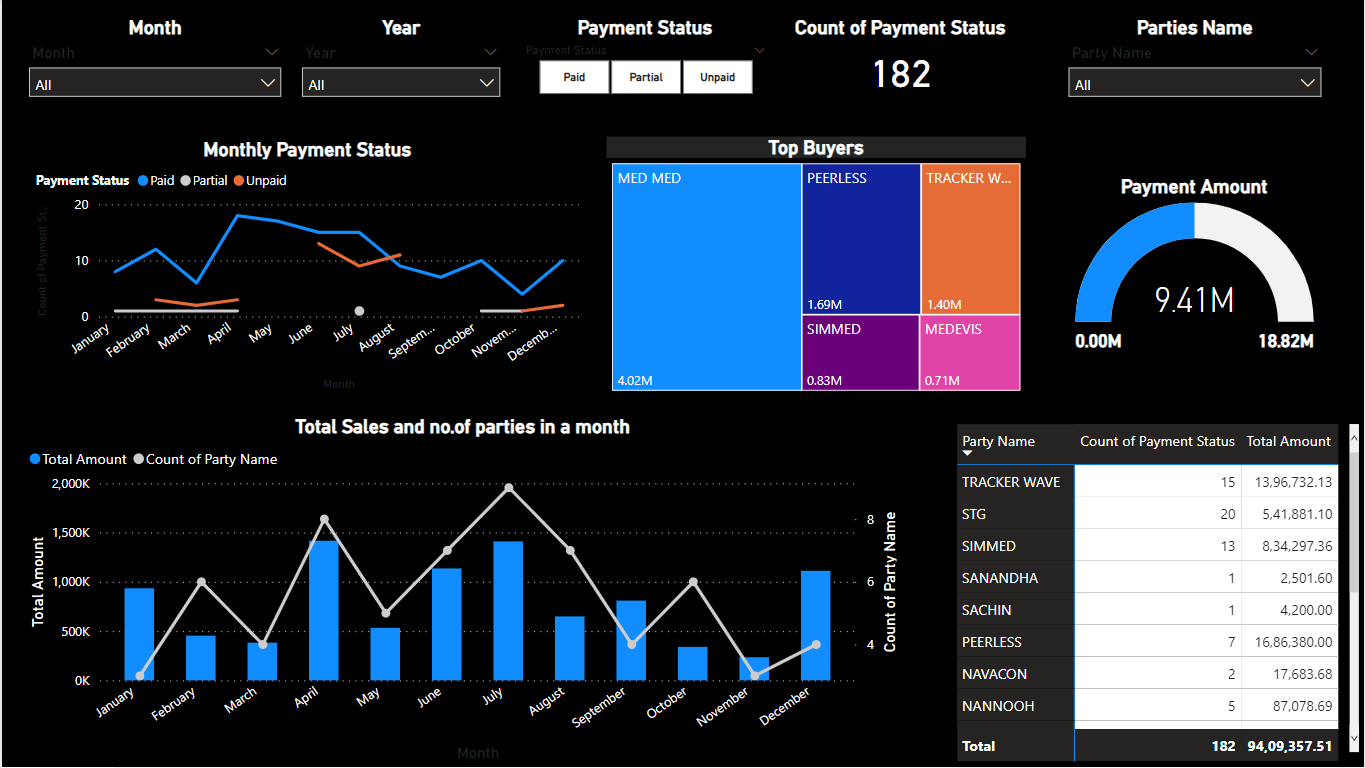 Month
Year
Payment Status
Count of Payment Status
Parties Name
Month
Year
Payment Status
Party Name
All
All
Paid
Partial
Unpaid
182
All
Monthly Payment Status
Payment Status Paid Partial Unpaid
Count of Payment St...
20
10
0
January
February
March
April
May
June
July
August
Septem...
October
Novem...
Decemb...
Month
Top Buyers
MED MED
4.02M
PEERLESS
1.69M
TRACKER W...
1.40M
SIMMED
0.83M
MEDEVIS
0.71M
Payment Amount
9.41M
0.00M
18.82M
Total Sales and no.of parties in a month
Total Amount Count of Party Name
Total Amount
2,000K
1,500K
1,000K
500K
0K
8
6
4
Count of Party Name
January
February
March
April
May
June
July
August
September
October
November
December
Month
Party Name Count of Payment Status Total Amount
TRACKER WAVE 15 13,96,732.13
STG 20 5,41,881.10
SIMMED 13 8,34,297.36
SANANDHA 1 2,501.60
SACHIN 1 4,200.00
PEERLESS 7 16,86,380.00
NAVACON 2 17,683.68
NANNOOH 5 87,078.69
Total 182 94,09,357.51